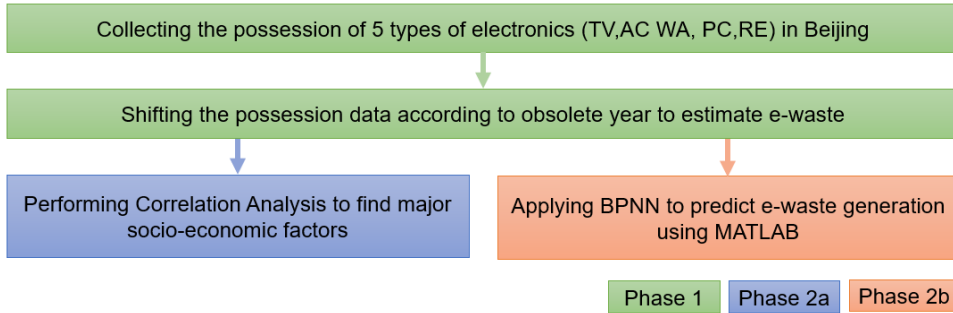 Collecting the possession of 5 types of electronics (TV,AC WA, PC,RE) in Beijing
Shifting the possession data according to obsolete year to estimate e-waste
Performing Correlation Analysis to find major
socio-economic factors
Applying BPNN to predict e-waste generation
using MATLAB
Phase 1
Phase 2a
Phase 2b